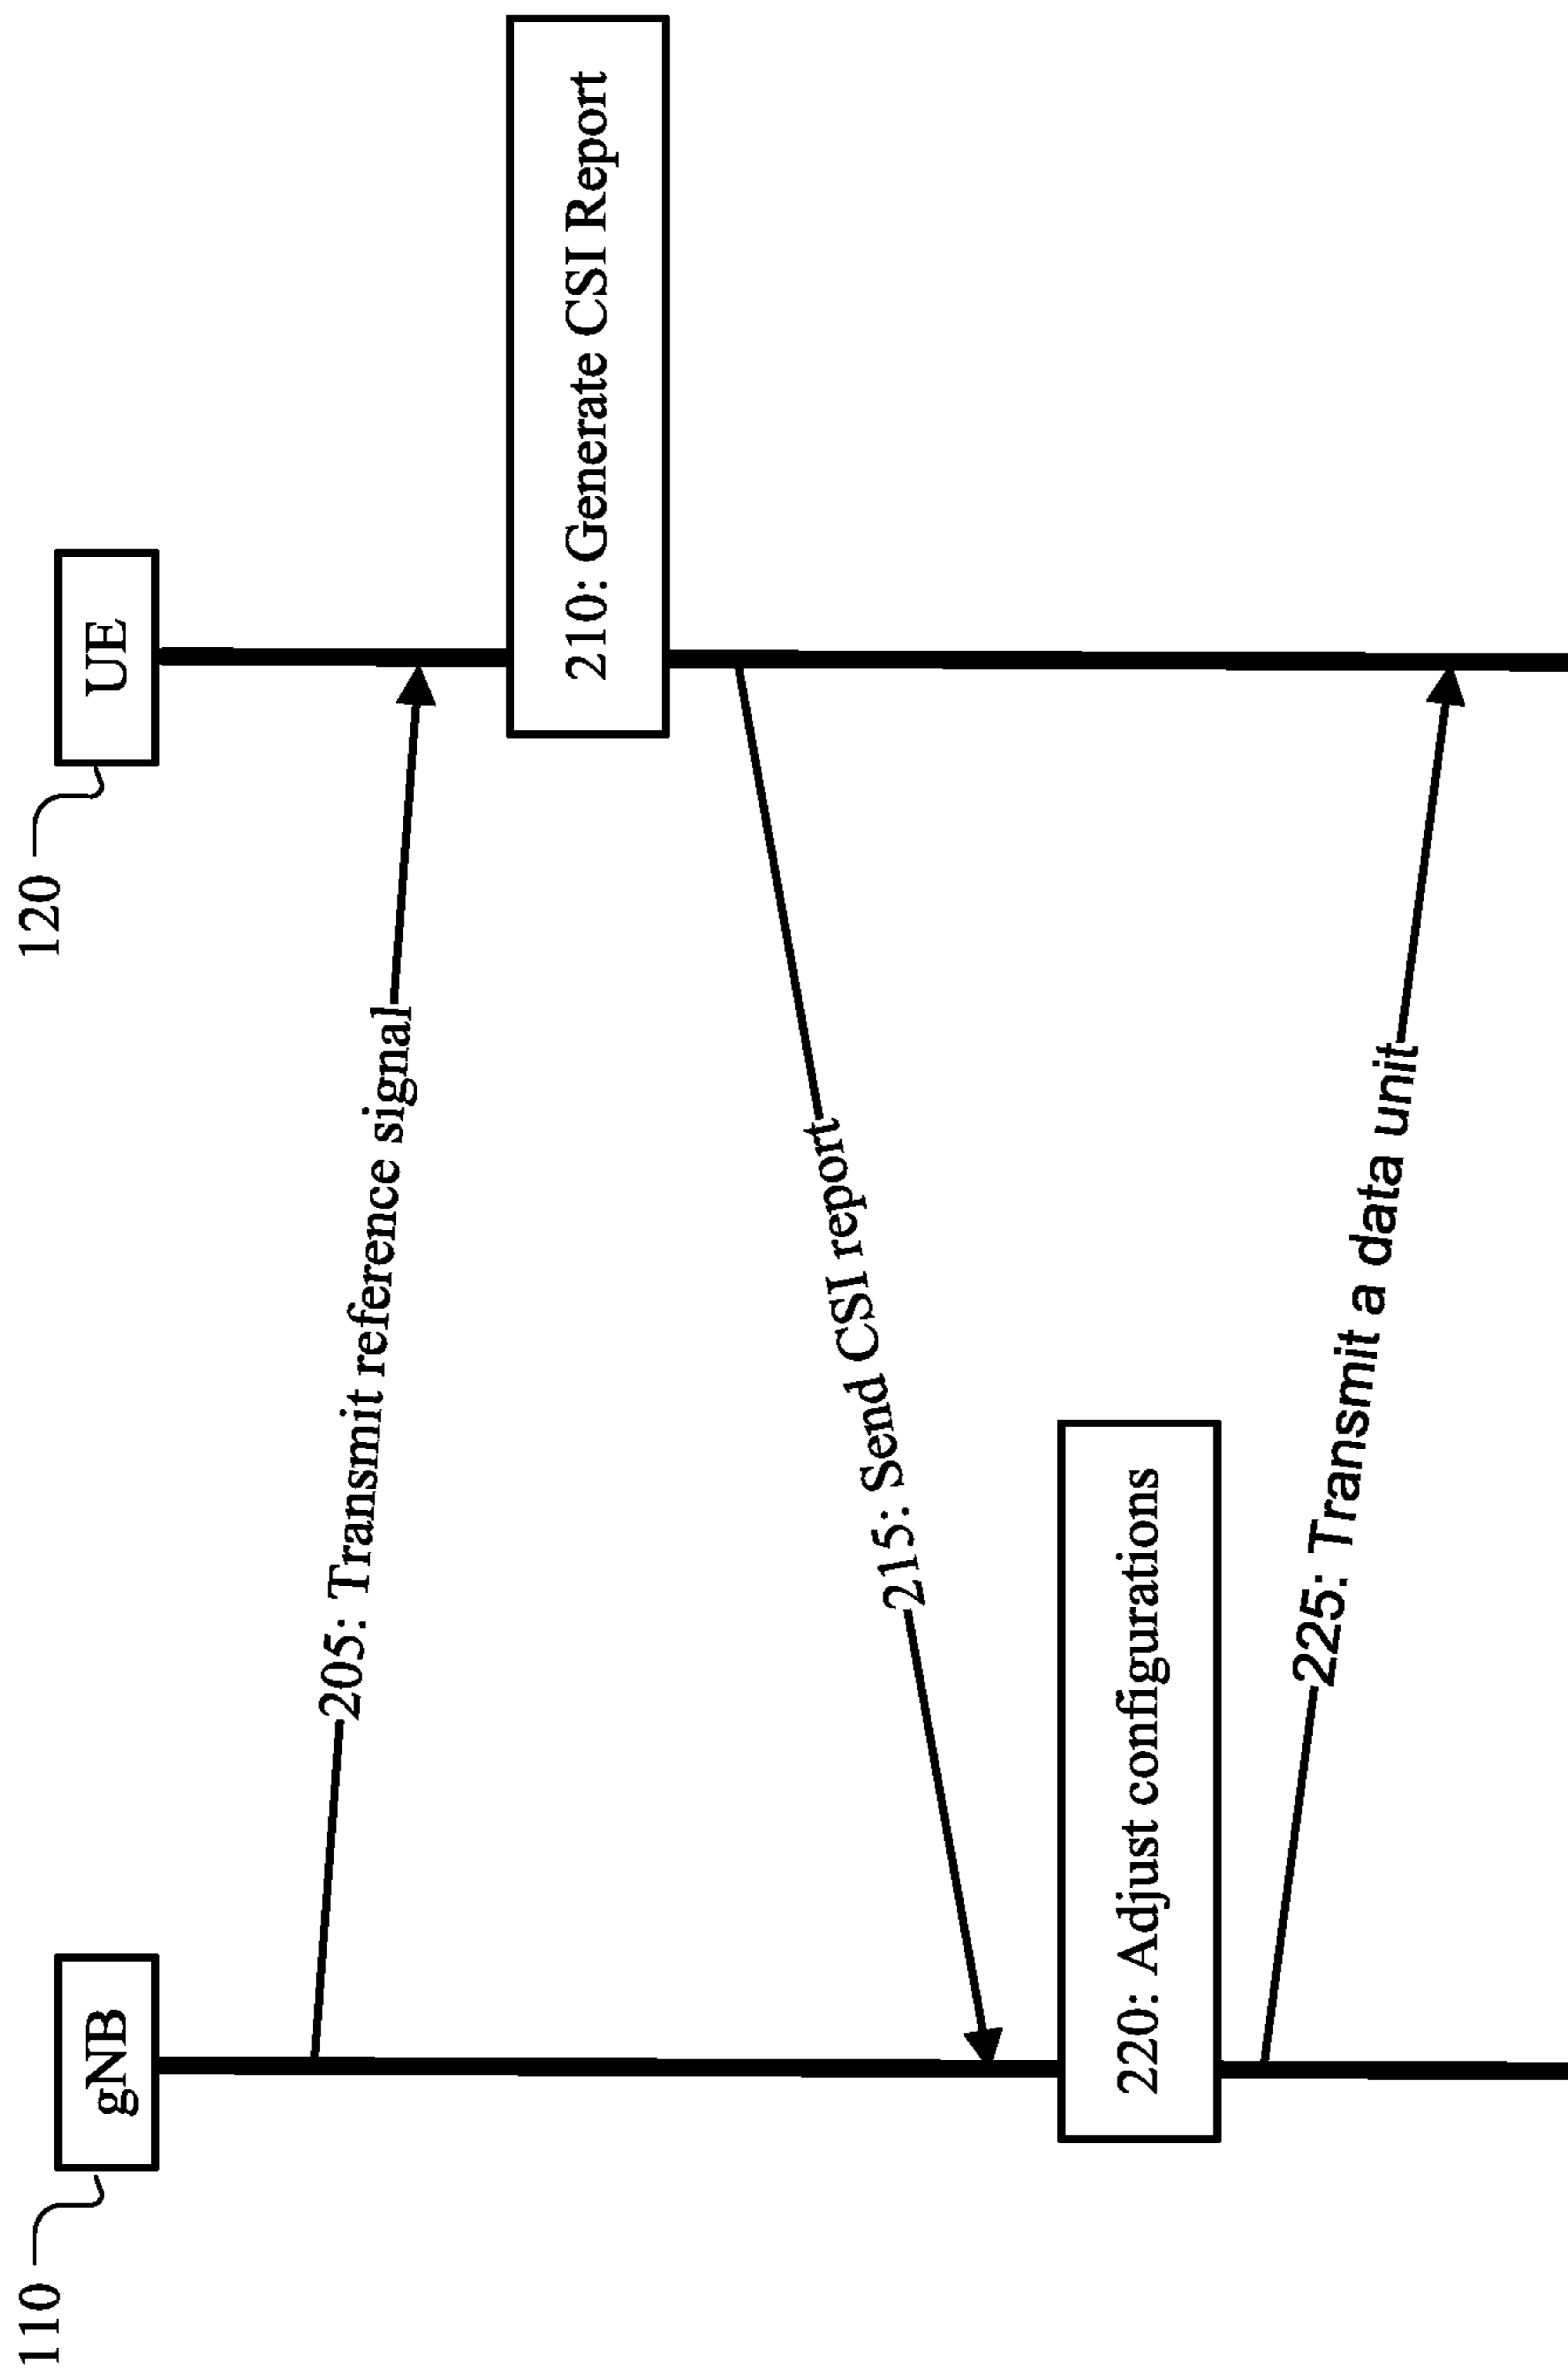 110
gNB
120
UE
205: Transmit reference signal
210: Generate CSI Report
215: Send CSI report
220: Adjust configurations
225: Transmit a data unit